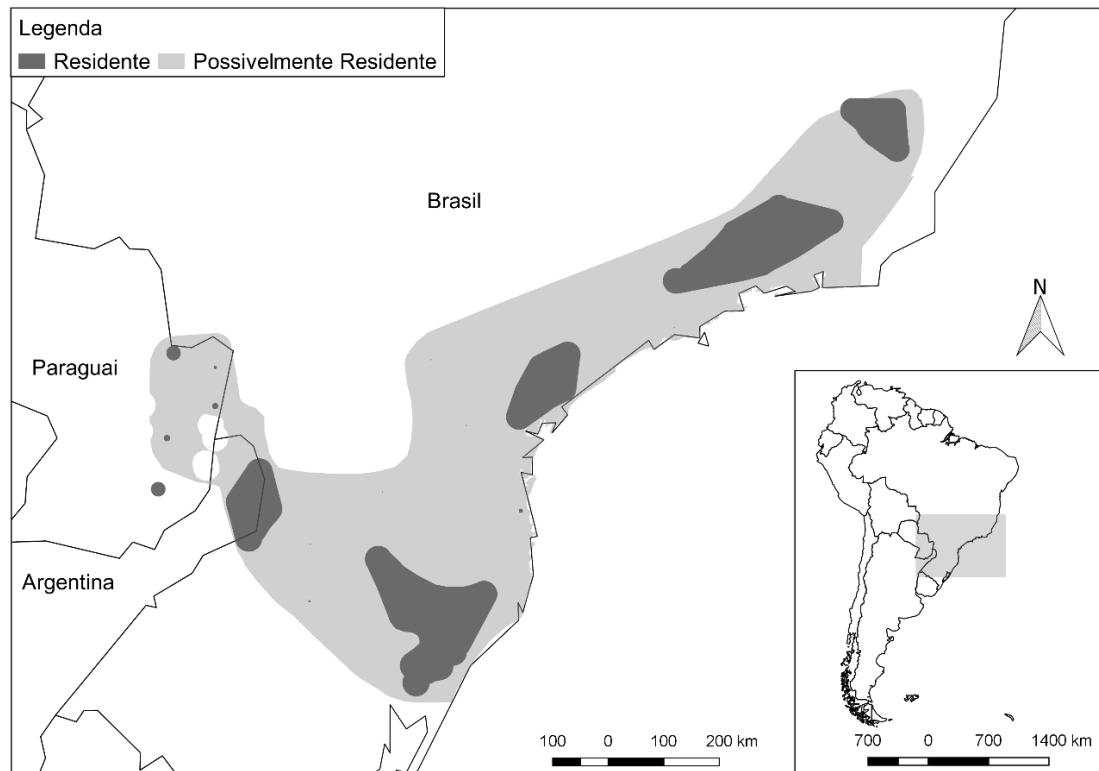 Legenda
Residente Possivelmente Residente
Brasil
N
Paraguai
Argentina
100 0 100 200 km
700 0 700 1400 km